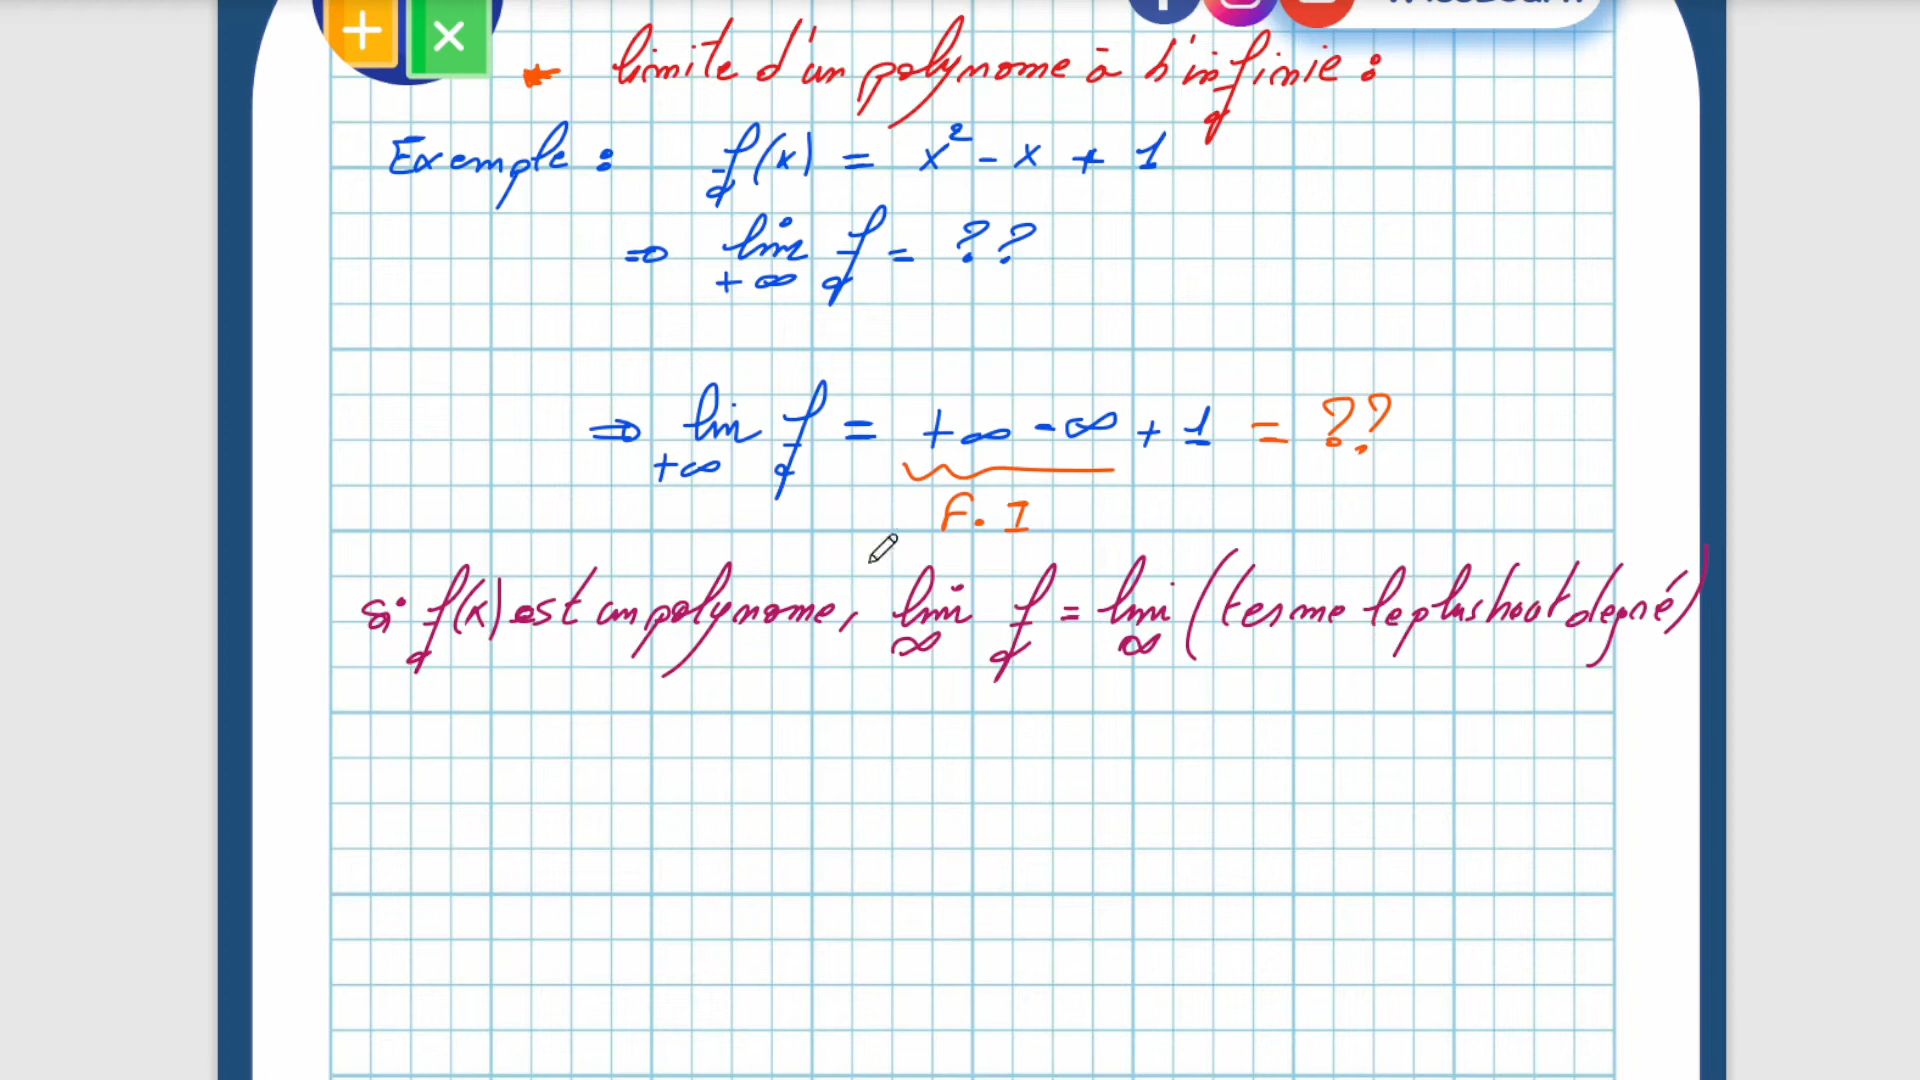 limite d'un polynome à l'infinie :
Exemple : f(x) = x² - x + 1
⇒ lim f = ??
+∞
⇒ lim f = +∞ - ∞ + 1 = ??
+∞
F. I
si f(x) est un polynome, lim f = lim (terme le plus haut degré)
∞ ∞